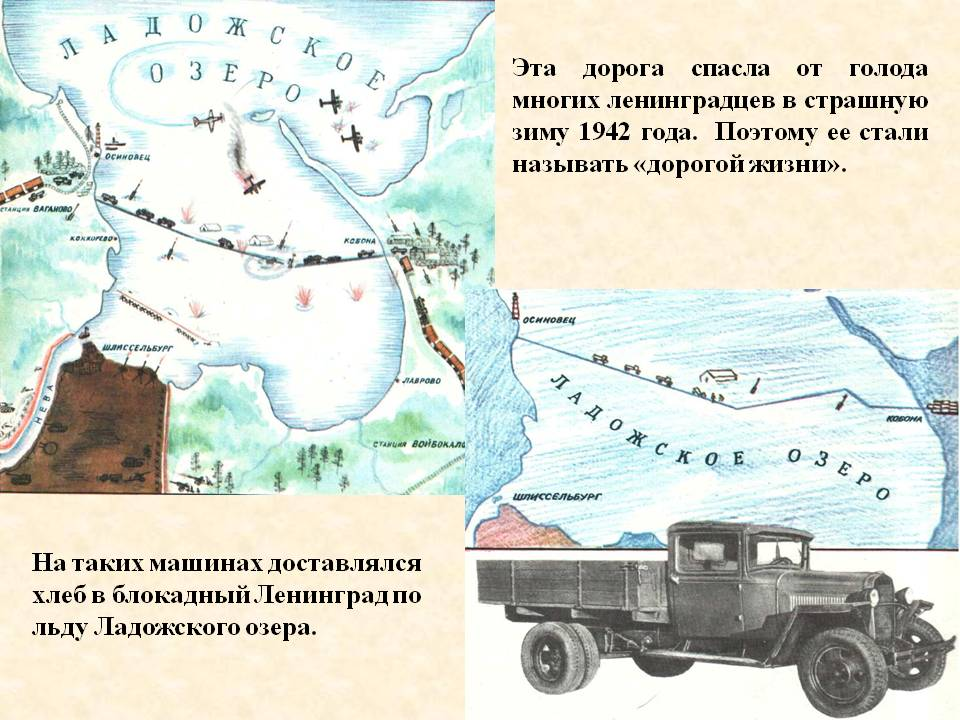 ЛАДОЖСКОЕ
ОЗЕРО
ОСИНОВЕЦ
СТАНЦИЯ ВАГАНОВО
КОККОРЕВО
КОБОНА
ШЛИССЕЛЬБУРГ
НЕВА
ЛАВРОВО
СТАНЦИЯ ВОЙБОКАЛО
Эта дорога спасла от голода
многих ленинградцев в страшную
зиму 1942 года. Поэтому ее стали
называть «дорогой жизни».
ОСИНОВЕЦ
ЛАДОЖСКОЕ ОЗЕРО
КОБОНА
ШЛИССЕЛЬБУРГ
На таких машинах доставлялся
хлеб в блокадный Ленинград по
льду Ладожского озера.